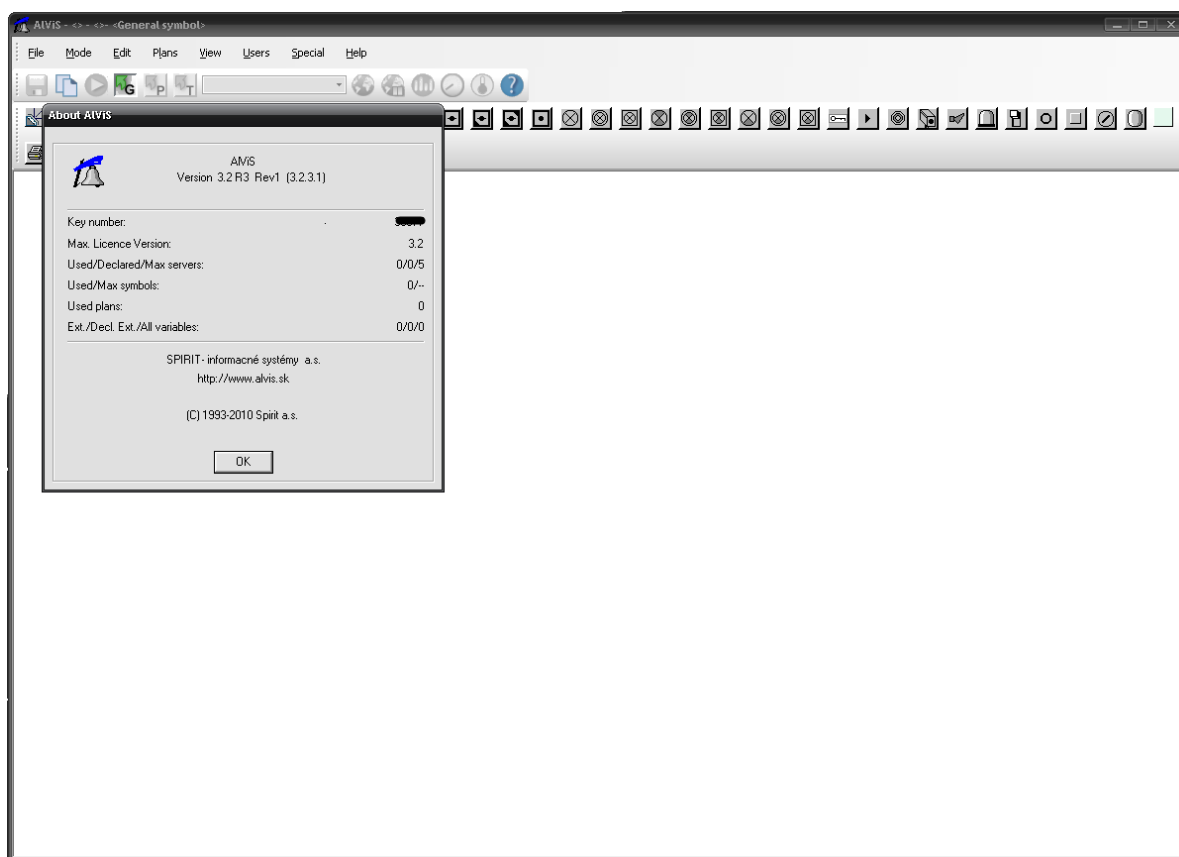 AlViS - <> - <>- <General symbol>
File Mode Edit Plans View Users Special Help
G P T
About AlViS
AlViS
Version 3.2 R3 Rev1 (3.2.3.1)
Key number:
Max. Licence Version: 3.2
Used/Declared/Max servers: 0/0/5
Used/Max symbols: 0/--
Used plans: 0
Ext./Decl. Ext./All variables: 0/0/0
SPIRIT - informacné systémy a.s.
http://www.alvis.sk
(C) 1993-2010 Spirit a.s.
OK